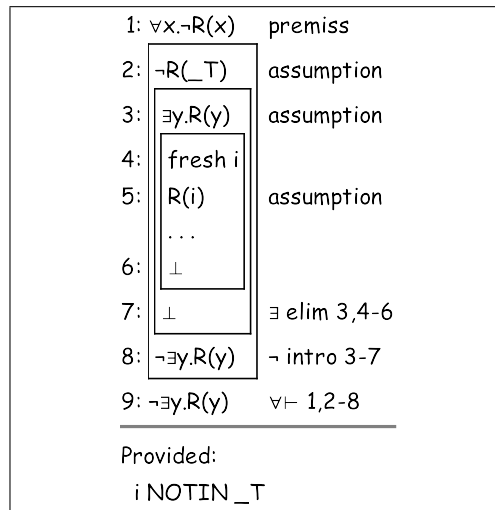 1: ∀x.¬R(x) premiss
2: ¬R(_T) assumption
3: ∃y.R(y) assumption
4: fresh i
5: R(i) assumption
. . .
6: ⊥
7: ⊥ ∃ elim 3,4-6
8: ¬∃y.R(y) ¬ intro 3-7
9: ¬∃y.R(y) ∀⊢ 1,2-8
Provided:
i NOTIN _T